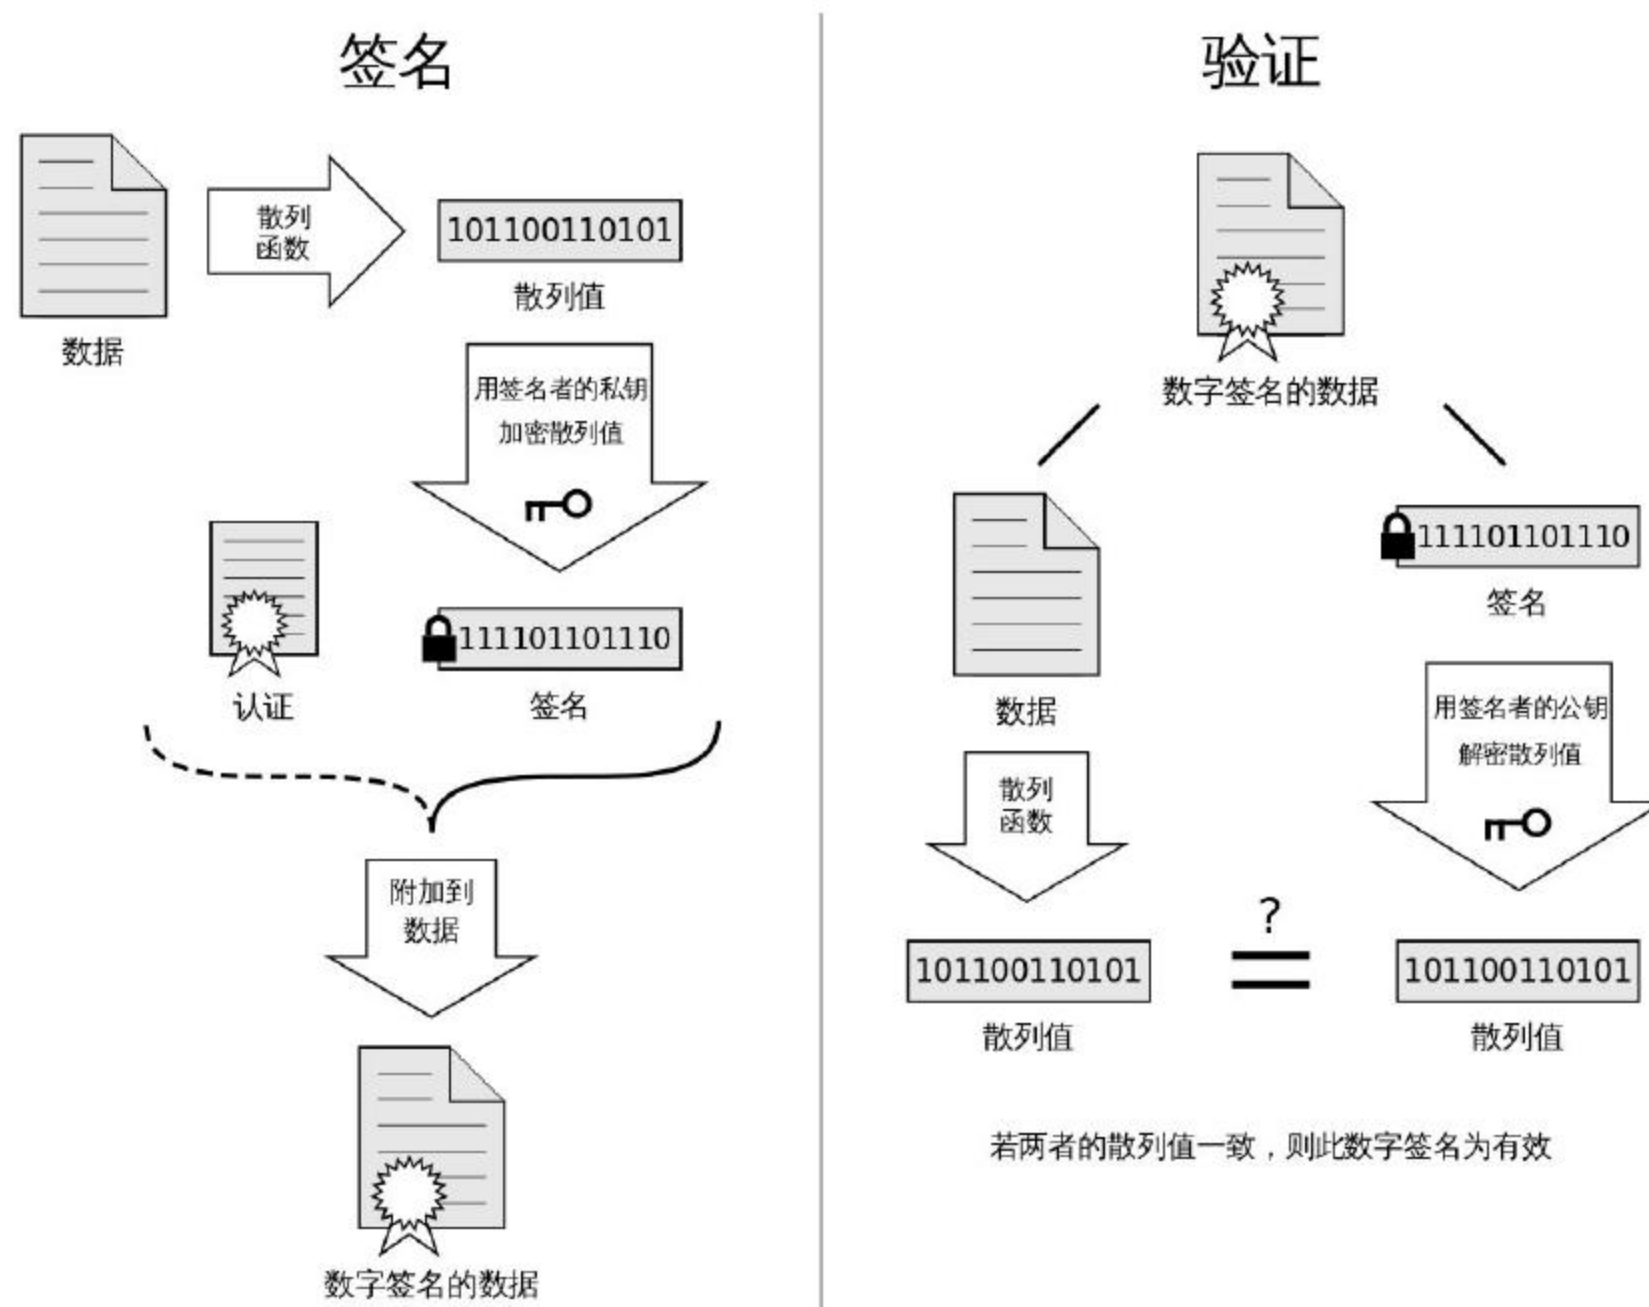 签名
散列
函数
101100110101
散列值
数据
用签名者的私钥
加密散列值
111101101110
认证
签名
附加到
数据
数字签名的数据
验证
数字签名的数据
数据
111101101110
签名
散列
函数
用签名者的公钥
解密散列值
?
101100110101
101100110101
散列值
散列值
若两者的散列值一致，则此数字签名为有效